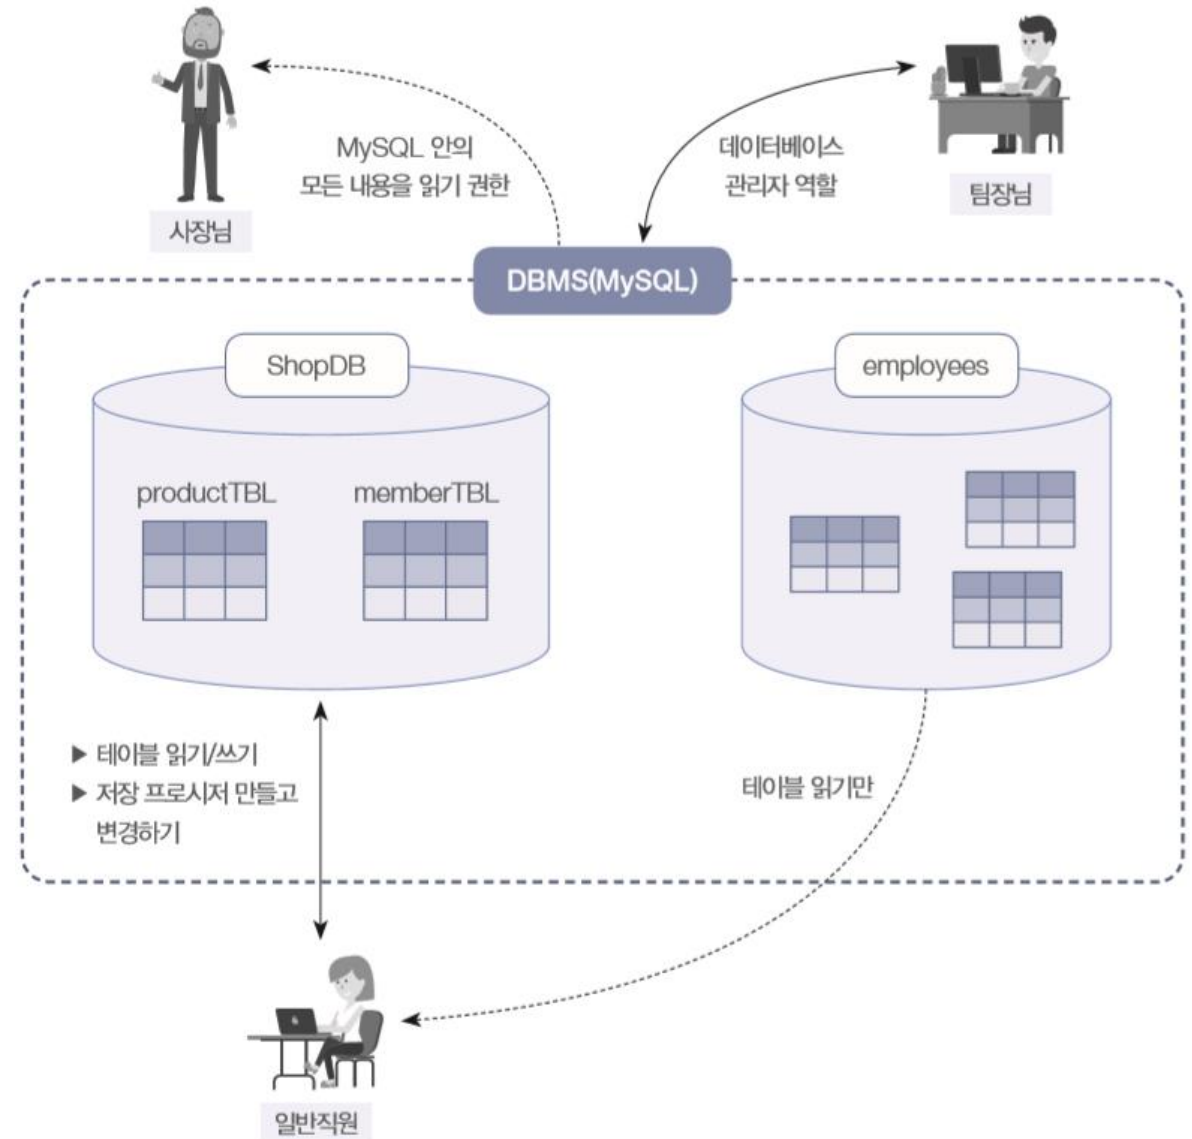 MySQL 안의
모든 내용을 읽기 권한
데이터베이스
관리자 역할
사장님
팀장님
DBMS(MySQL)
ShopDB
employees
productTBL
memberTBL
▶ 테이블 읽기/쓰기
▶ 저장 프로시저 만들고
변경하기
테이블 읽기만
일반직원